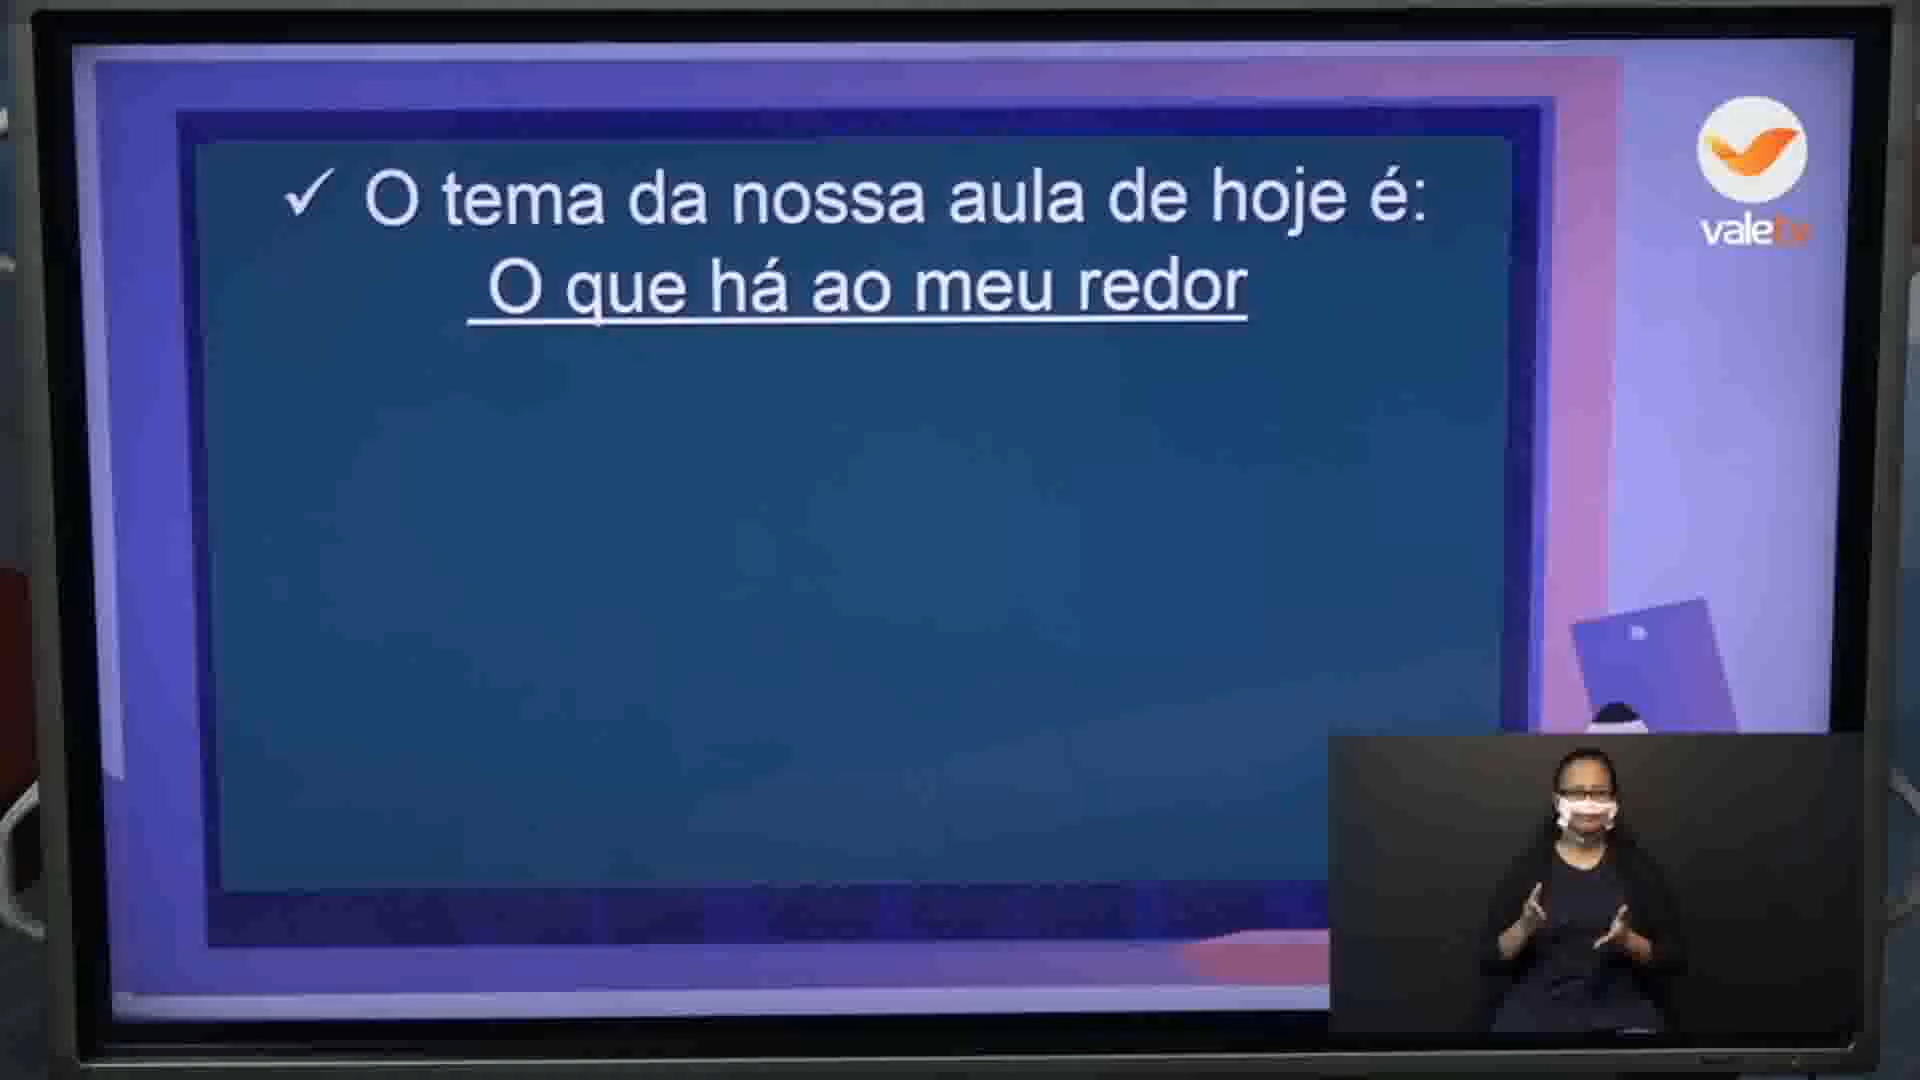 ✓ O tema da nossa aula de hoje é:
O que há ao meu redor
valetv